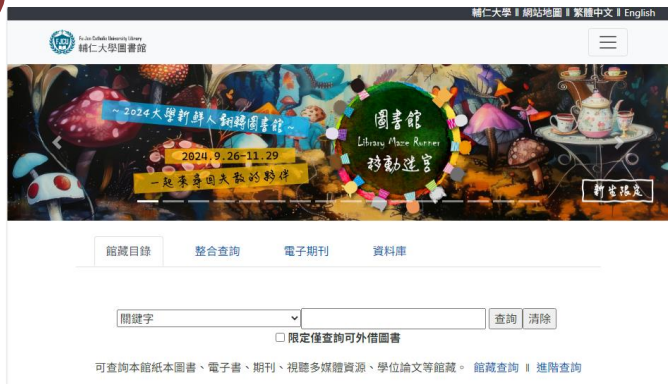 輔仁大學 ‖ 網站地圖 ‖ 繁體中文 ‖ English
FJCU
Fu Jen Catholic University Library
輔仁大學圖書館
~ 2024大學新鮮人翻轉圖書館 ~
2024.9.26-11.29
一起來尋回失散的夥伴
圖書館
Library Maze Runner
移動迷宮
新生限定
館藏目錄 整合查詢 電子期刊 資料庫
關鍵字 查詢 清除
限定僅查詢可外借圖書
可查詢本館紙本圖書、電子書、期刊、視聽多媒體資源、學位論文等館藏。 館藏查詢 ‖ 進階查詢